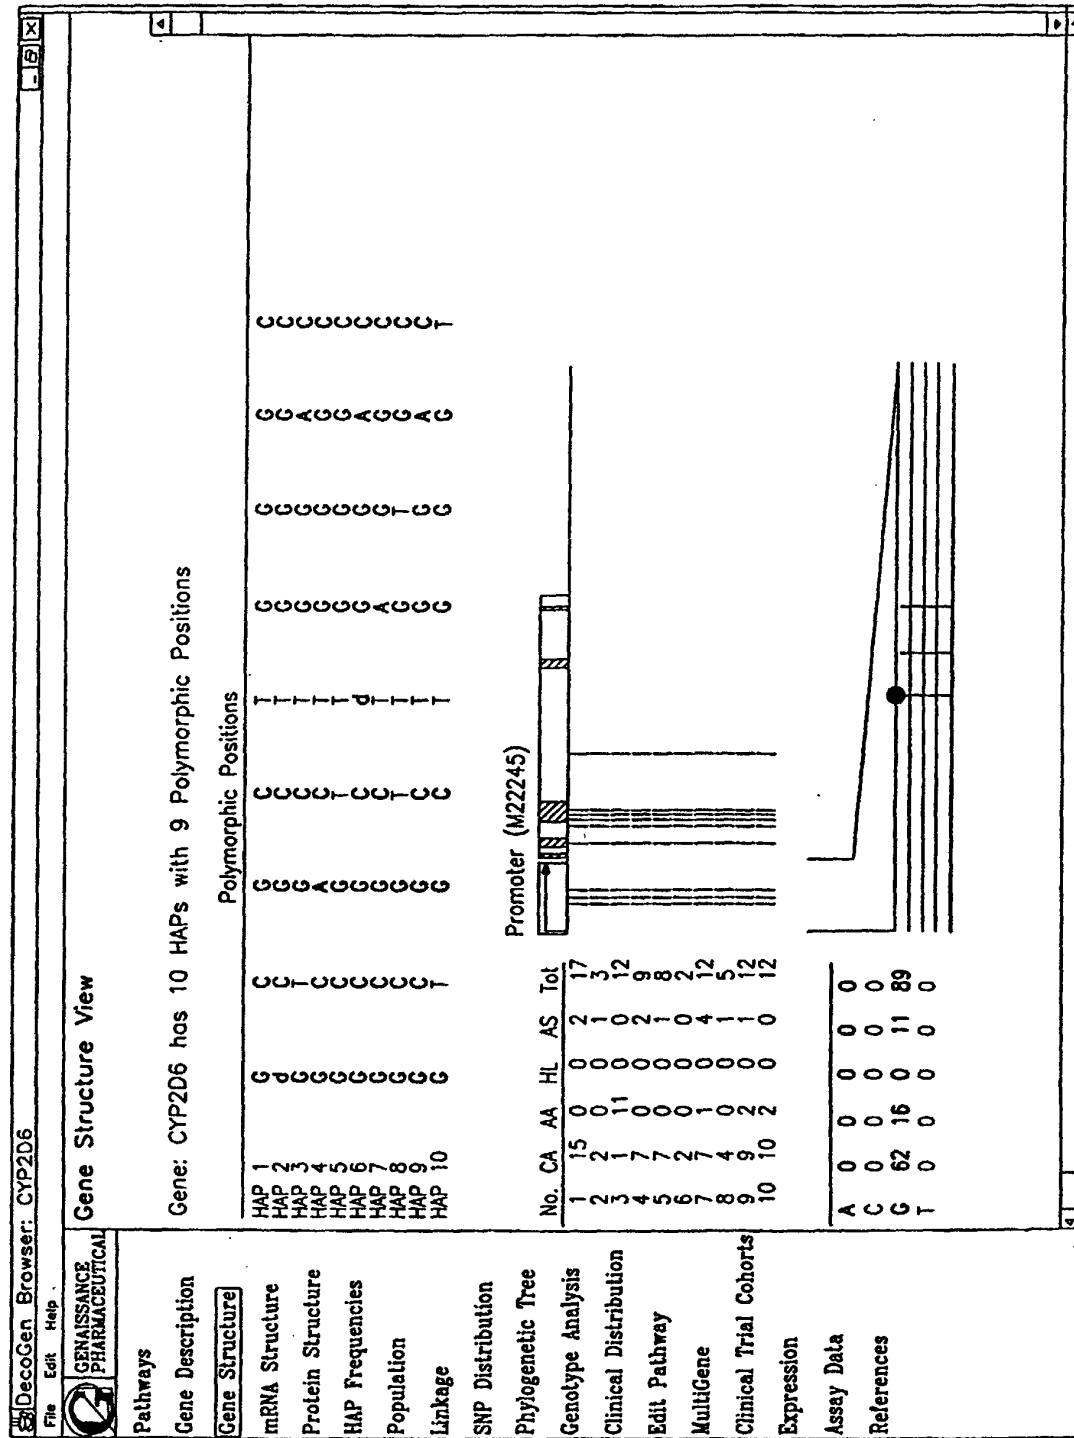 DecoGen Browser: CYP2D6
File Edit Help
GENAISSANCE
PHARMACEUTICAL
Pathways
Gene Description
Gene Structure
mRNA Structure
Protein Structure
HAP Frequencies
Population
Linkage
SNP Distribution
Phylogenetic Tree
Genotype Analysis
Clinical Distribution
Edit Pathway
MultiGene
Clinical Trial Cohorts
Expression
Assay Data
References
Gene Structure View
Gene: CYP2D6 has 10 HAPs with 9 Polymorphic Positions
Polymorphic Positions
HAP 1 G C G C T G G G C
HAP 2 d C G C T G G G C
HAP 3 G T G C T G G A C
HAP 4 G C A C T G G G C
HAP 5 G C G T T G G G C
HAP 6 G C G C d G G A C
HAP 7 G C G C T A G G C
HAP 8 G C G T T G T G C
HAP 9 G C G C T G G A C
HAP 10 G T G C T G G G T
Promoter (M22245)
No. CA AA HL AS Tot
1 15 0 0 2 17
2 2 0 0 1 3
3 1 11 0 0 12
4 7 0 0 2 9
5 7 0 0 1 8
6 2 0 0 0 2
7 7 1 0 4 12
8 4 0 0 1 5
9 9 2 0 1 12
10 10 2 0 0 12
A 0 0 0 0 0
C 0 0 0 0 0
G 62 16 0 11 89
T 0 0 0 0 0